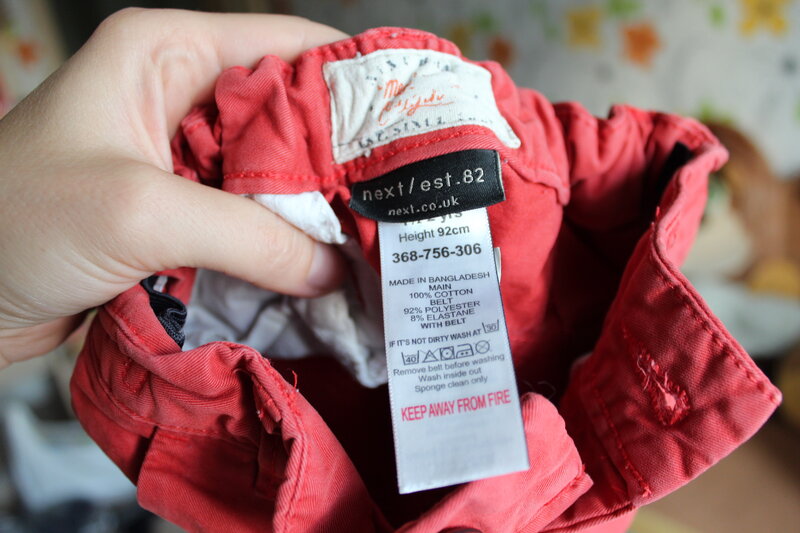 next/est.82
next.co.uk
yrs
Height 92cm
368-756-306
MADE IN BANGLADESH
MAIN
100% COTTON
BELT
92% POLYESTER
8% ELASTANE
WITH BELT
IF IT'S NOT DIRTY WASH AT 30
40
Remove belt before washing
Wash inside out
Sponge clean only
KEEP AWAY FROM FIRE